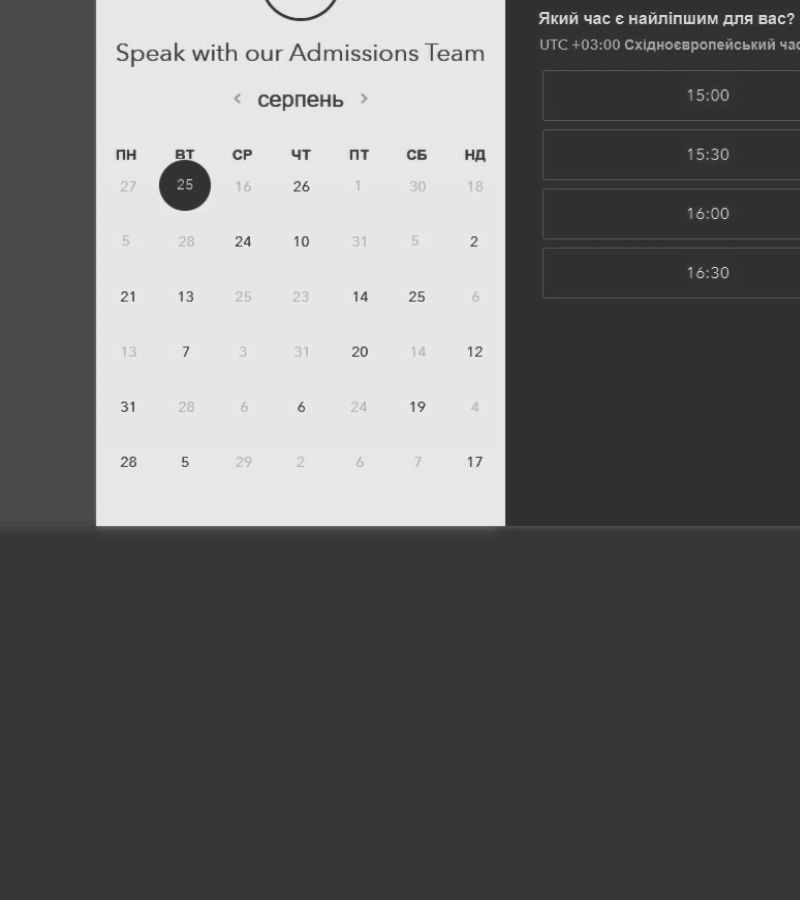 Speak with our Admissions Team
‹ серпень ›
ПН ВТ СР ЧТ ПТ СБ НД
27 25 16 26 1 30 18
5 28 24 10 31 5 2
21 13 25 23 14 25 6
13 7 3 31 20 14 12
31 28 6 6 24 19 4
28 5 29 2 6 7 17
Який час є найліпшим для вас?
UTC +03:00 Східноєвропейський час
15:00
15:30
16:00
16:30